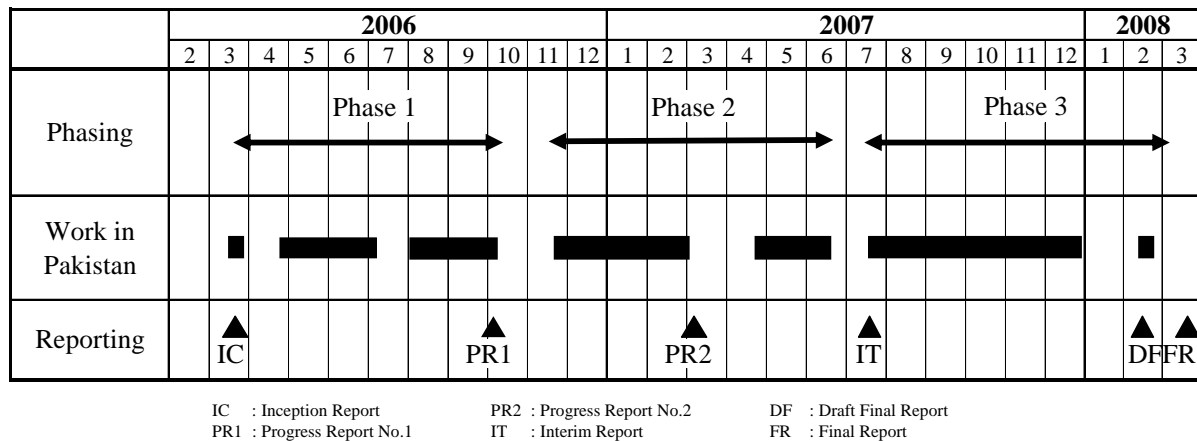 2006 2007 2008
2 3 4 5 6 7 8 9 10 11 12 1 2 3 4 5 6 7 8 9 10 11 12 1 2 3
Phasing
Phase 1 Phase 2 Phase 3
Work in
Pakistan
Reporting
IC PR1 PR2 IT DF FR
IC : Inception Report PR2 : Progress Report No.2 DF : Draft Final Report
PR1 : Progress Report No.1 IT : Interim Report FR : Final Report